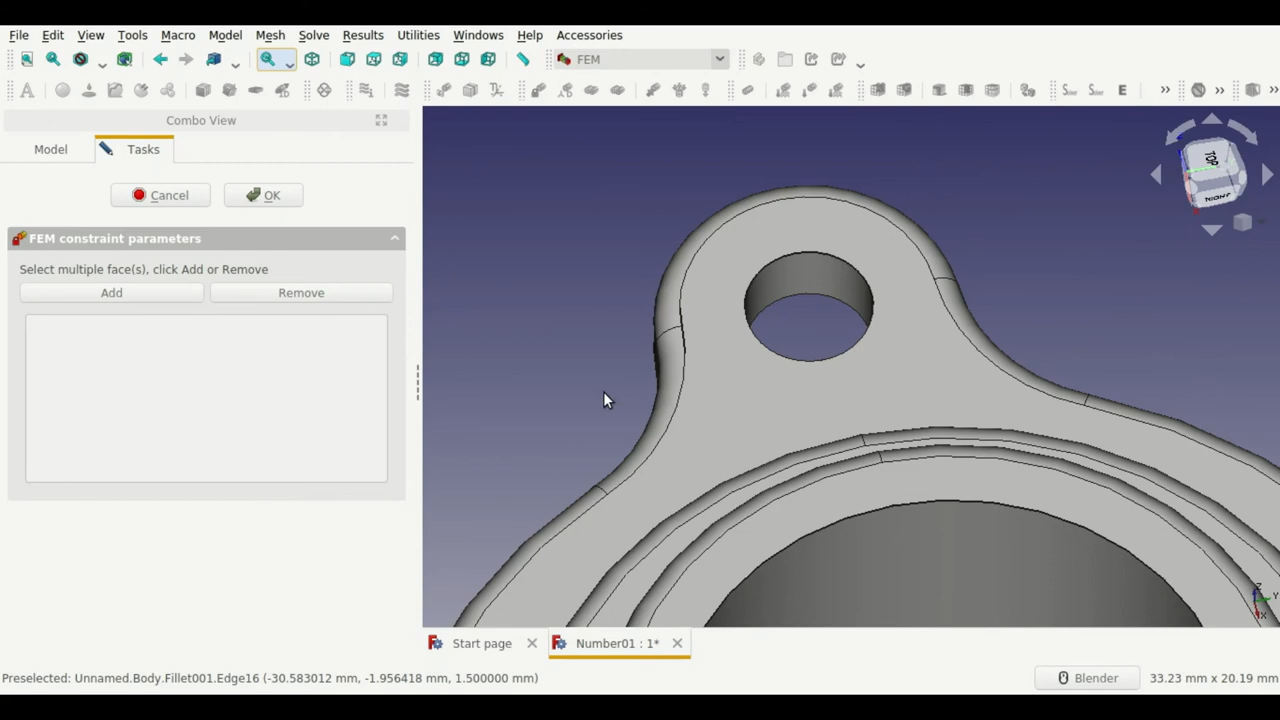 File Edit View Tools Macro Model Mesh Solve Results Utilities Windows Help Accessories
FEM
Combo View
Model Tasks
Cancel OK
FEM constraint parameters
Select multiple face(s), click Add or Remove
Add Remove
TOP
RIGHT
Z
Y
X
Start page Number01 : 1*
Preselected: Unnamed.Body.Fillet001.Edge16 (-30.583012 mm, -1.956418 mm, 1.500000 mm) Blender 33.23 mm x 20.19 mm